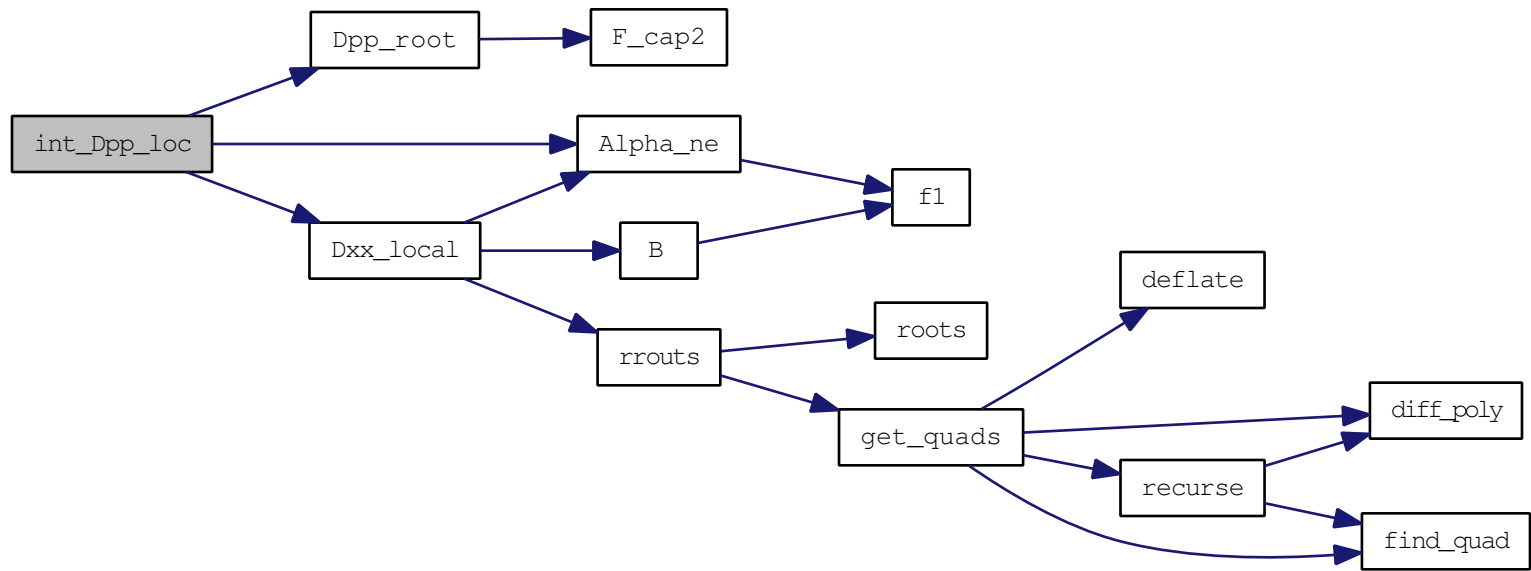 Dpp_root
F_cap2
int_Dpp_loc
Alpha_ne
f1
Dxx_local
B
deflate
rrouts
roots
get_quads
diff_poly
recurse
find_quad